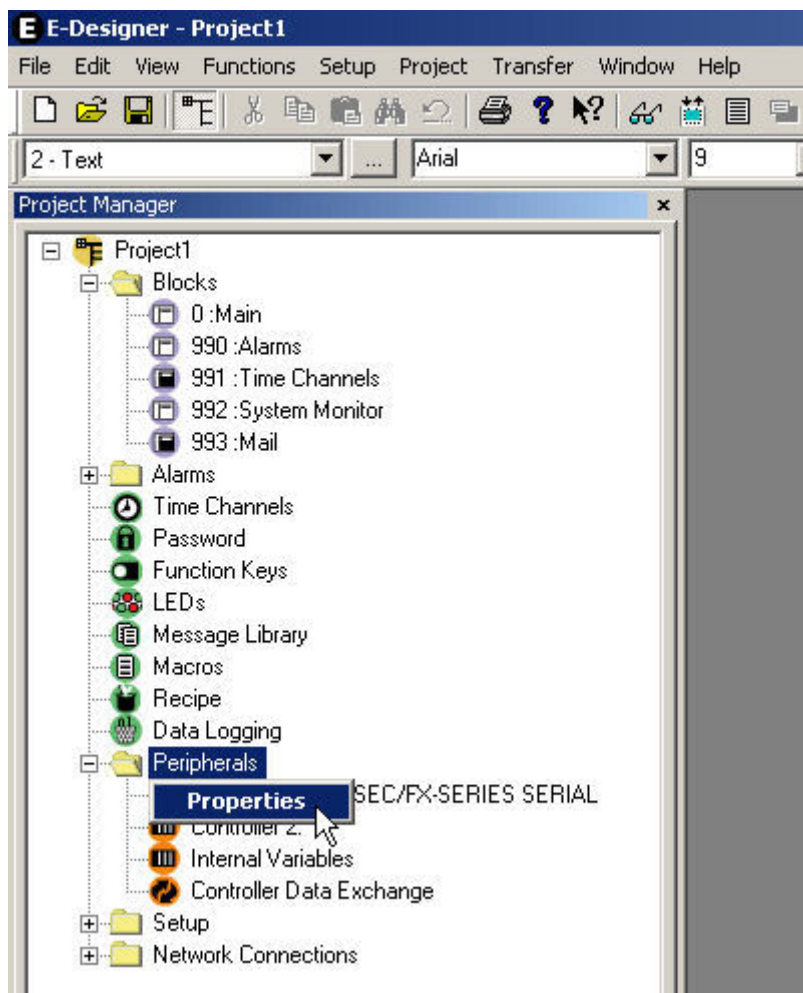 E-Designer - Project1
File Edit View Functions Setup Project Transfer Window Help
2 - Text ... Arial 9
Project Manager
Project1
Blocks
0 :Main
990 :Alarms
991 :Time Channels
992 :System Monitor
993 :Mail
Alarms
Time Channels
Password
Function Keys
LEDs
Message Library
Macros
Recipe
Data Logging
Peripherals
Properties SEC/FX-SERIES SERIAL
Controller 2:
Internal Variables
Controller Data Exchange
Setup
Network Connections